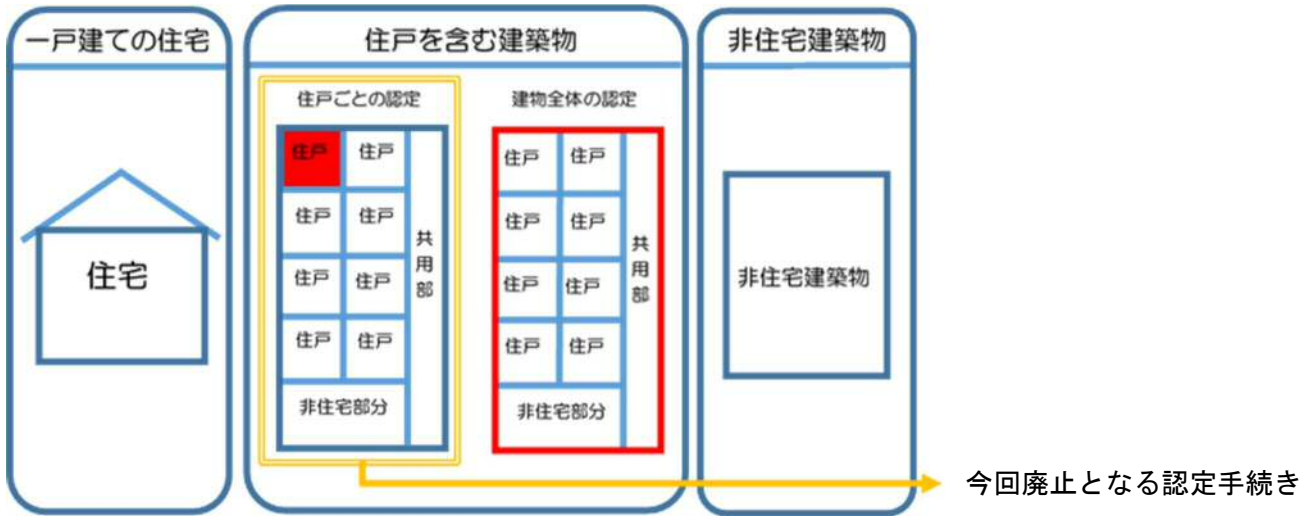 一戸建ての住宅
住宅
住戸を含む建築物
住戸ごとの認定
住戸 住戸
住戸 住戸
住戸 住戸
住戸 住戸
共用部
非住宅部分
建物全体の認定
住戸 住戸
住戸 住戸
住戸 住戸
住戸 住戸
共用部
非住宅部分
非住宅建築物
非住宅建築物
今回廃止となる認定手続き